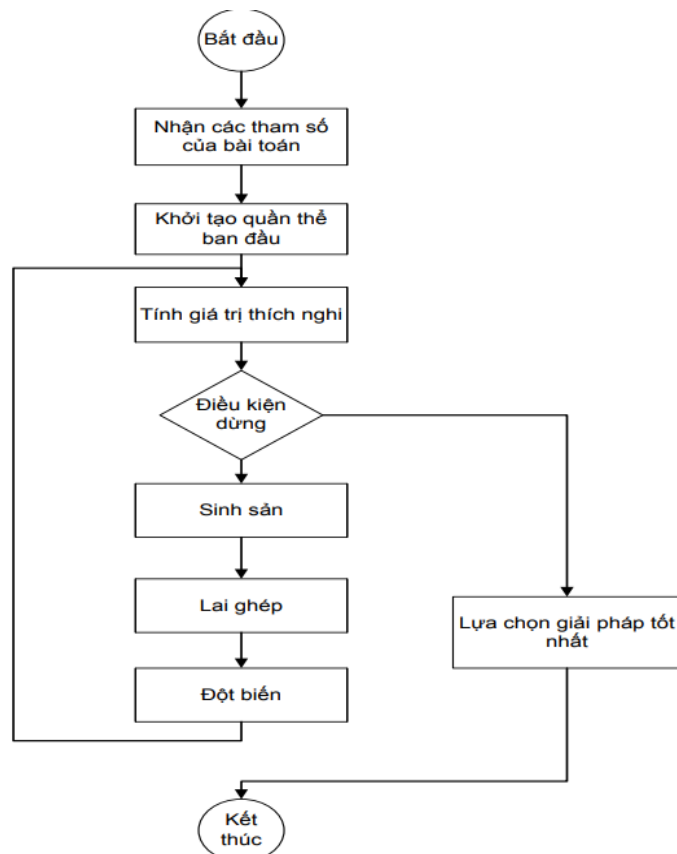 Bắt đầu
Nhận các tham số
của bài toán
Khởi tạo quần thể
ban đầu
Tính giá trị thích nghi
Điều kiện
dừng
Sinh sản
Lai ghép
Lựa chọn giải pháp tốt
nhất
Đột biến
Kết
thúc